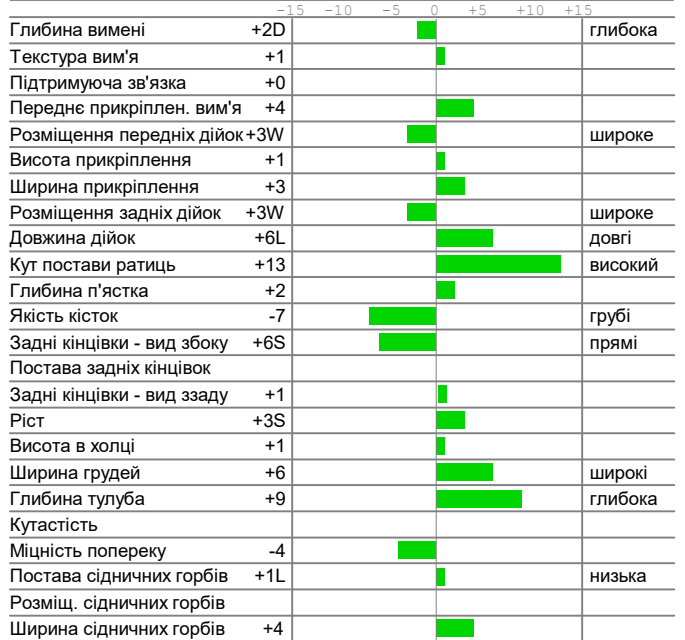 -15 -10 -5 0 +5 +10 +15
Глибина вимені +2D глибока
Текстура вим'я +1
Підтримуюча зв'язка +0
Переднє прикріплен. вим'я +4
Розміщення передніх дійок +3W широке
Висота прикріплення +1
Ширина прикріплення +3
Розміщення задніх дійок +3W широке
Довжина дійок +6L довгі
Кут постави ратиць +13 високий
Глибина п'ястка +2
Якість кісток -7 грубі
Задні кінцівки - вид збоку +6S прямі
Постава задніх кінцівок
Задні кінцівки - вид ззаду +1
Ріст +3S
Висота в холці +1
Ширина грудей +6 широкі
Глибина тулуба +9 глибока
Кутастість
Міцність попереку -4
Постава сідничних горбів +1L низька
Розміщ. сідничних горбів
Ширина сідничних горбів +4